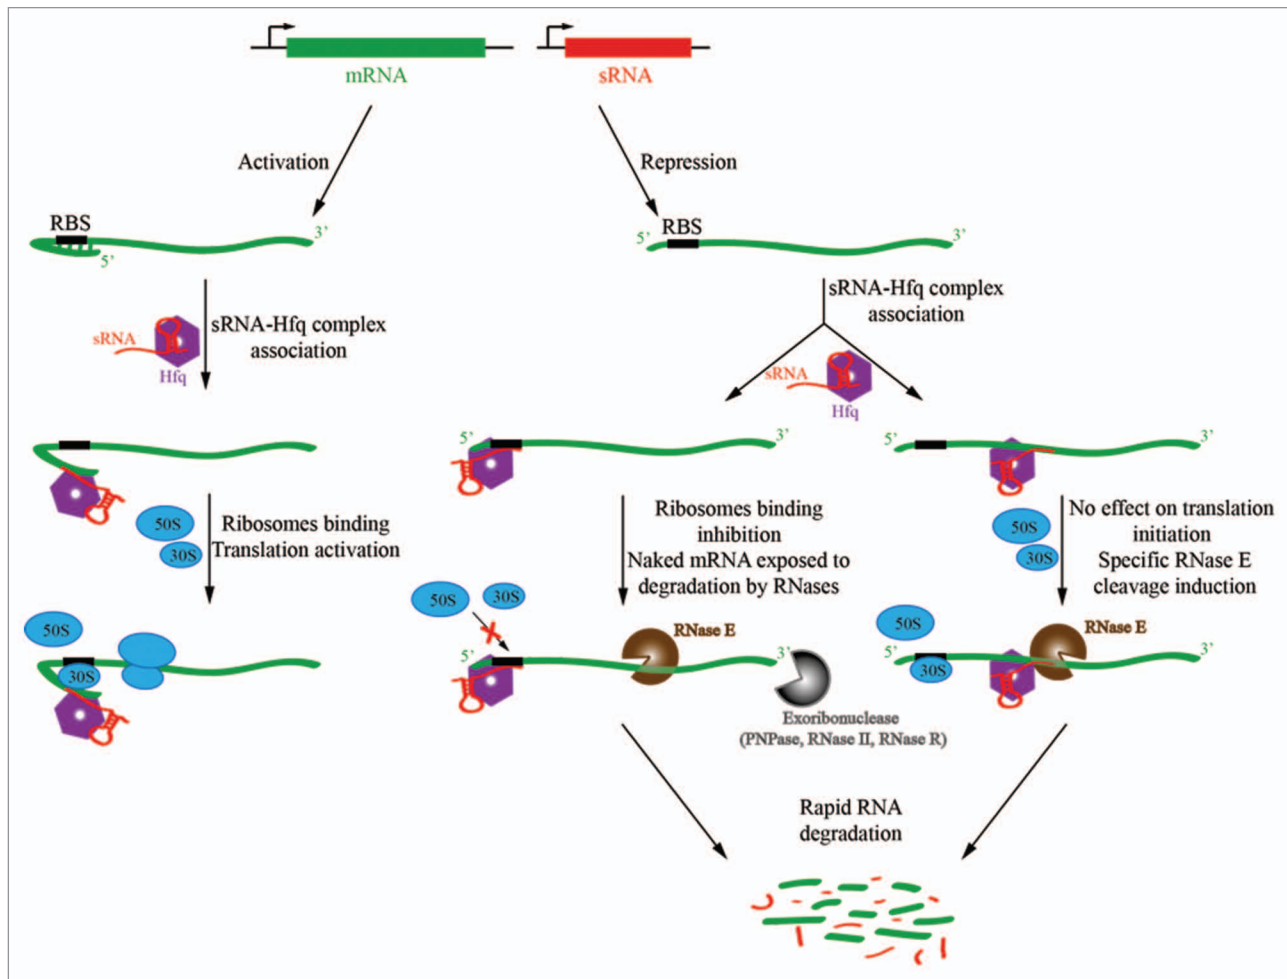 mRNA
sRNA
Activation
Repression
RBS
3’
5’
RBS
5’
3’
sRNA-Hfq complex
association
sRNA
Hfq
sRNA-Hfq complex
association
sRNA
Hfq
5’
3’
5’
3’
50S
30S
Ribosomes binding
Translation activation
Ribosomes binding
inhibition
Naked mRNA exposed to
degradation by RNases
50S
30S
No effect on translation
initiation
Specific RNase E
cleavage induction
50S
30S
50S
30S
RNase E
5’
3’
Exoribonuclease
(PNPase, RNase II, RNase R)
50S
RNase E
5’
3’
30S
Rapid RNA
degradation